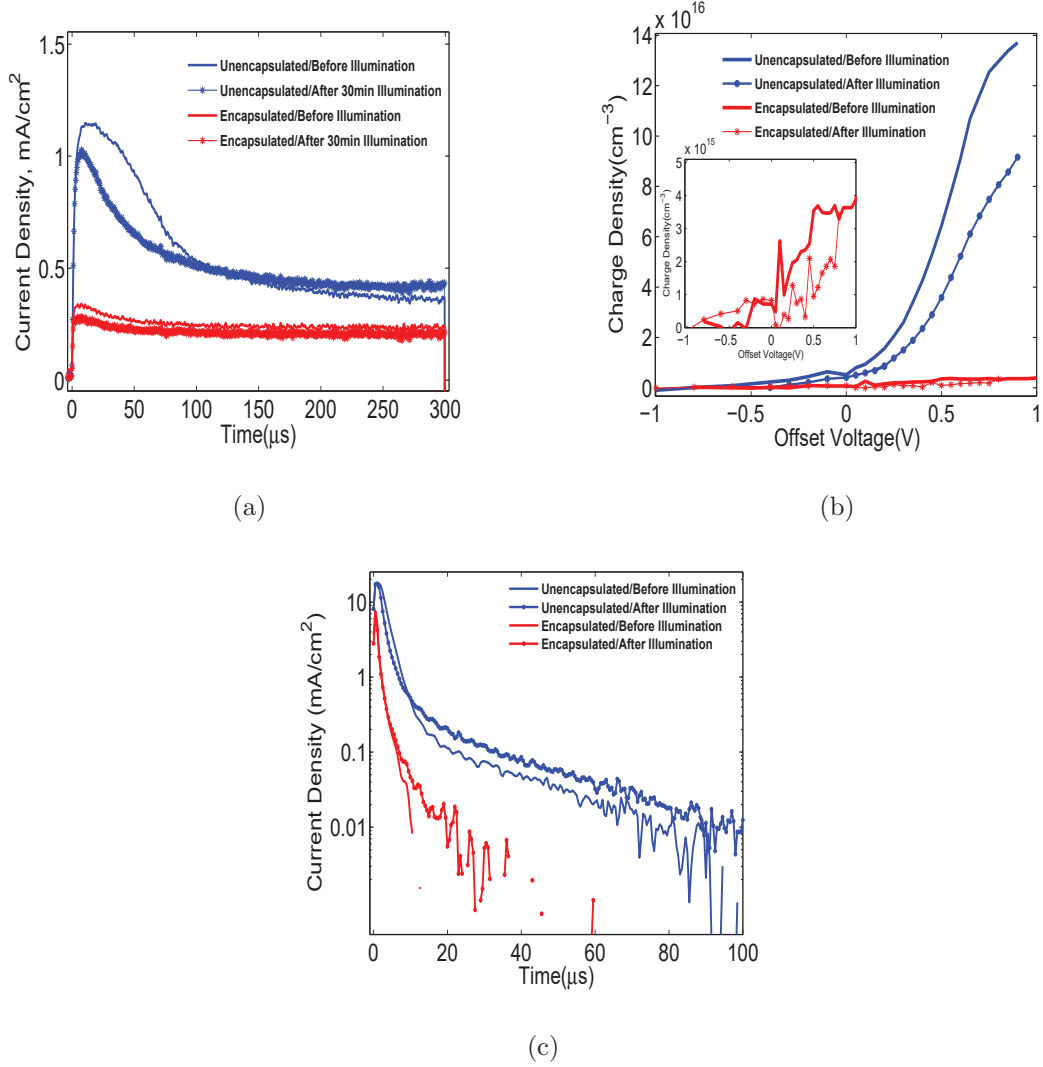 1.5
1
0.5
0
0 50 100 150 200 250 300
Current Density, mA/cm²
Time(μs)
Unencapsulated/Before Illumination
Unencapsulated/After 30min Illumination
Encapsulated/Before Illumination
Encapsulated/After 30min Illumination
(a)
14 x 10¹⁶
12
10
8
6
4
2
0
−1 −0.5 0 0.5 1
Charge Density(cm⁻³)
Offset Voltage(V)
Unencapsulated/Before Illumination
Unencapsulated/After Illumination
Encapsulated/Before Illumination
Encapsulated/After Illumination
x 10¹⁵
5
4
3
2
1
0
−1 −0.5 0 0.5 1
Charge Density(cm⁻³)
Offset Voltage(V)
(b)
10
1
0.1
0.01
0 20 40 60 80 100
Current Density (mA/cm²)
Time(μs)
Unencapsulated/Before Illumination
Unencapsulated/After Illumination
Encapsulated/Before Illumination
Encapsulated/After Illumination
(c)